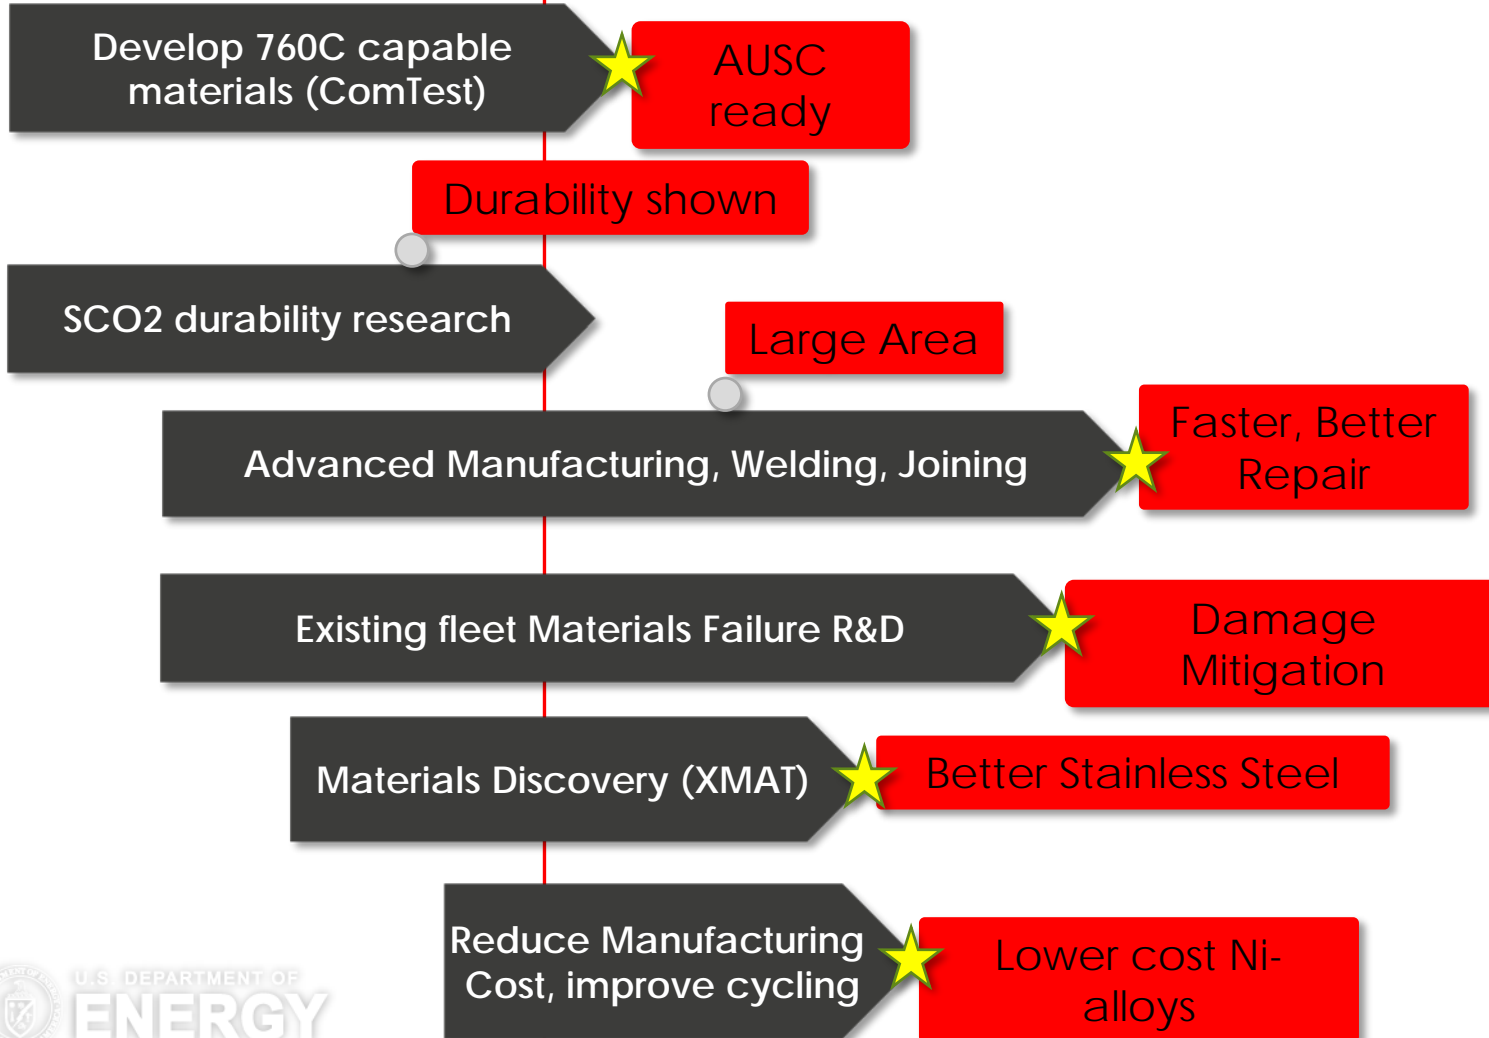 Develop 760C capable
materials (ComTest)
AUSC
ready
Durability shown
SCO2 durability research
Large Area
Advanced Manufacturing, Welding, Joining
Faster, Better
Repair
Existing fleet Materials Failure R&D
Damage
Mitigation
Materials Discovery (XMAT)
Better Stainless Steel
Reduce Manufacturing
Cost, improve cycling
Lower cost Ni-
alloys
U.S. DEPARTMENT OF
ENERGY